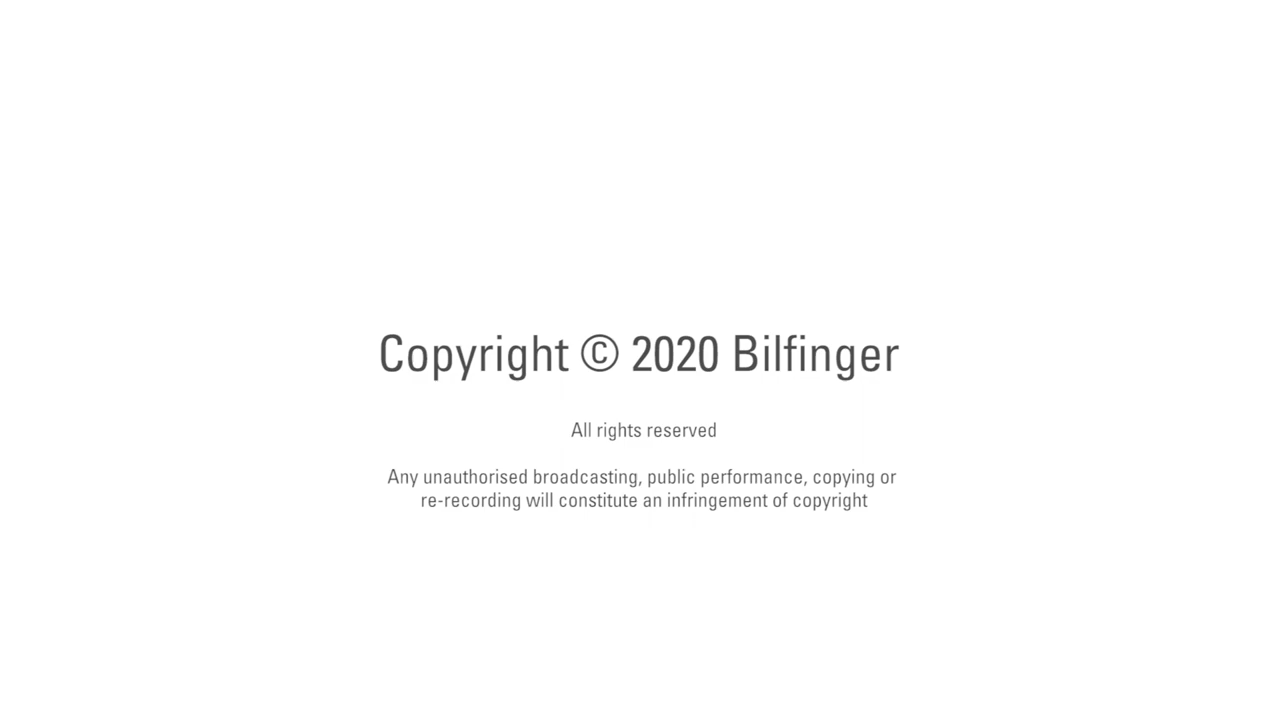 Copyright © 2020 Bilfinger
All rights reserved
Any unauthorised broadcasting, public performance, copying or
re-recording will constitute an infringement of copyright